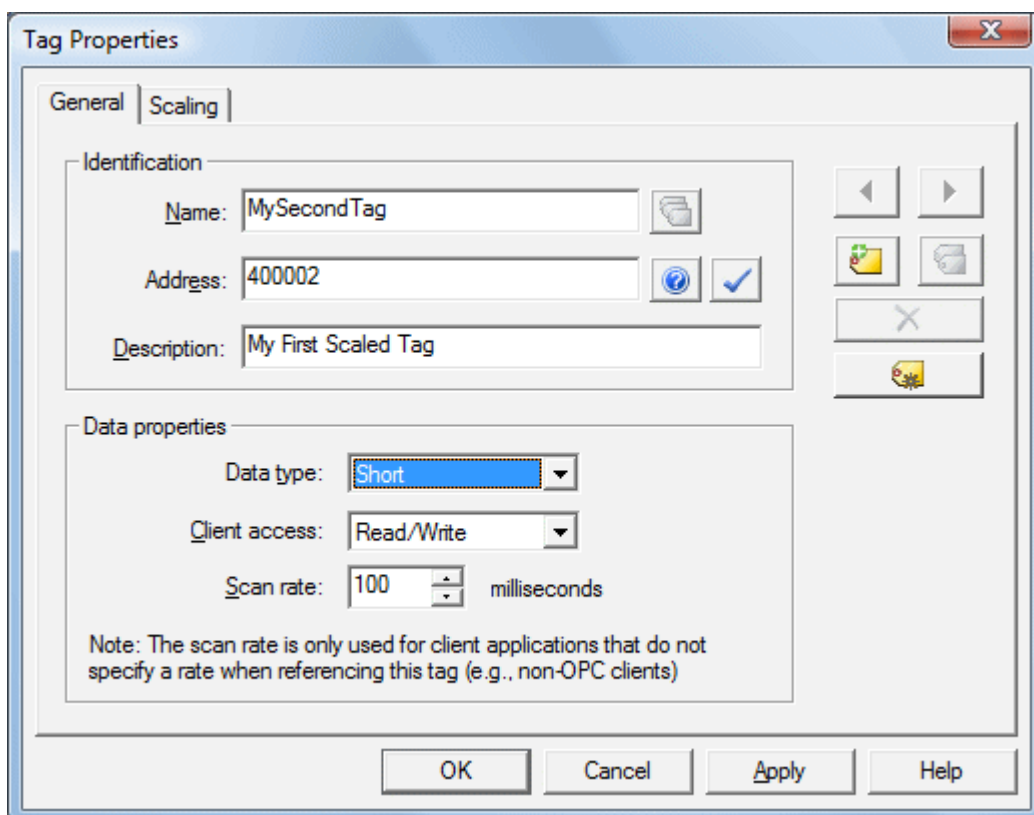 Tag Properties
General Scaling
Identification
Name: MySecondTag
Address: 400002
Description: My First Scaled Tag
Data properties
Data type: Short
Client access: Read/Write
Scan rate: 100 milliseconds
Note: The scan rate is only used for client applications that do not
specify a rate when referencing this tag (e.g., non-OPC clients)
OK Cancel Apply Help